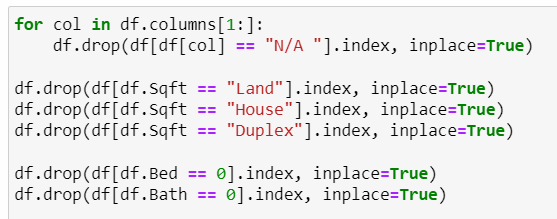 for col in df.columns[1:]:
    df.drop(df[df[col] == "N/A "].index, inplace=True)
df.drop(df[df.Sqft == "Land"].index, inplace=True)
df.drop(df[df.Sqft == "House"].index, inplace=True)
df.drop(df[df.Sqft == "Duplex"].index, inplace=True)
df.drop(df[df.Bed == 0].index, inplace=True)
df.drop(df[df.Bath == 0].index, inplace=True)